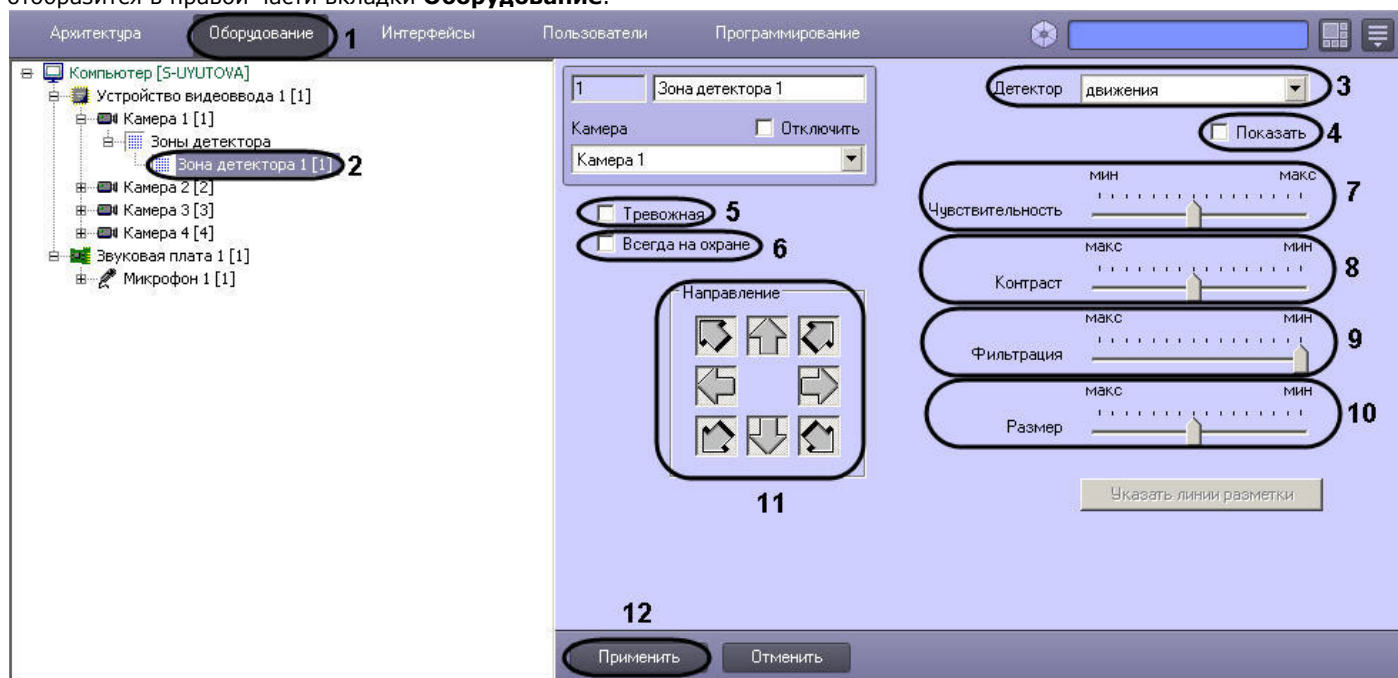 отобразится в правой части вкладки Оборудование.
Архитектура Оборудование 1 Интерфейсы Пользователи Программирование
Компьютер [S-UYUTOVA]
Устройство видеоввода 1 [1]
Камера 1 [1]
Зоны детектора
Зона детектора 1 [1] 2
Камера 2 [2]
Камера 3 [3]
Камера 4 [4]
Звуковая плата 1 [1]
Микрофон 1 [1]
1 Зона детектора 1
Камера Отключить
Камера 1
Тревожная 5
Всегда на охране 6
Направление
11
Детектор движения 3
Показать 4
мин макс
Чувствительность 7
макс мин
Контраст 8
макс мин
Фильтрация 9
макс мин
Размер 10
Указать линии разметки
12
Применить Отменить